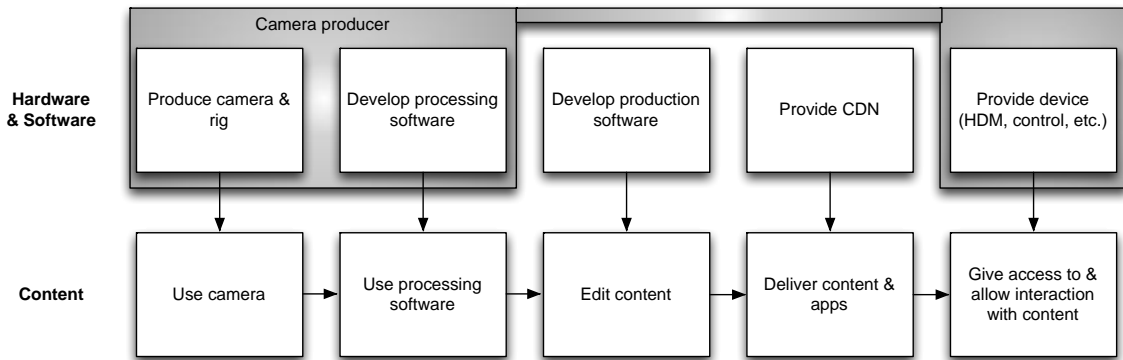 Camera producer
Hardware
& Software
Produce camera &
rig
Develop processing
software
Develop production
software
Provide CDN
Provide device
(HDM, control, etc.)
Content
Use camera
Use processing
software
Edit content
Deliver content &
apps
Give access to &
allow interaction
with content